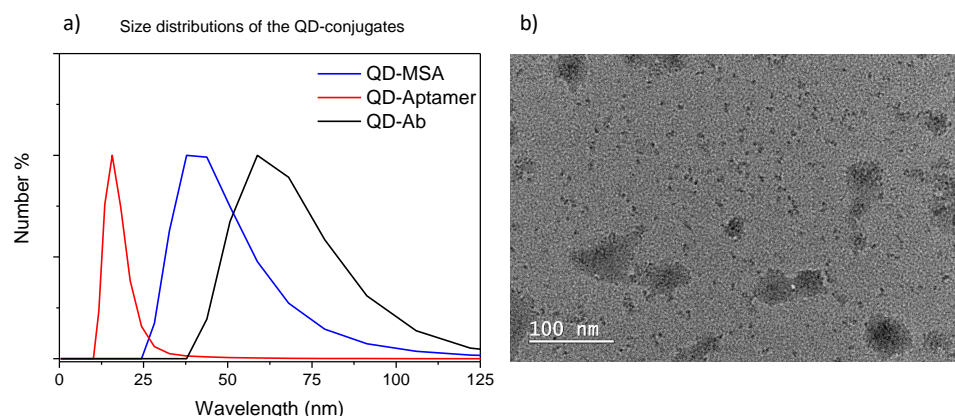 a)
Size distributions of the QD-conjugates
QD-MSA
QD-Aptamer
QD-Ab
Number %
0 25 50 75 100 125
Wavelength (nm)
b)
100 nm